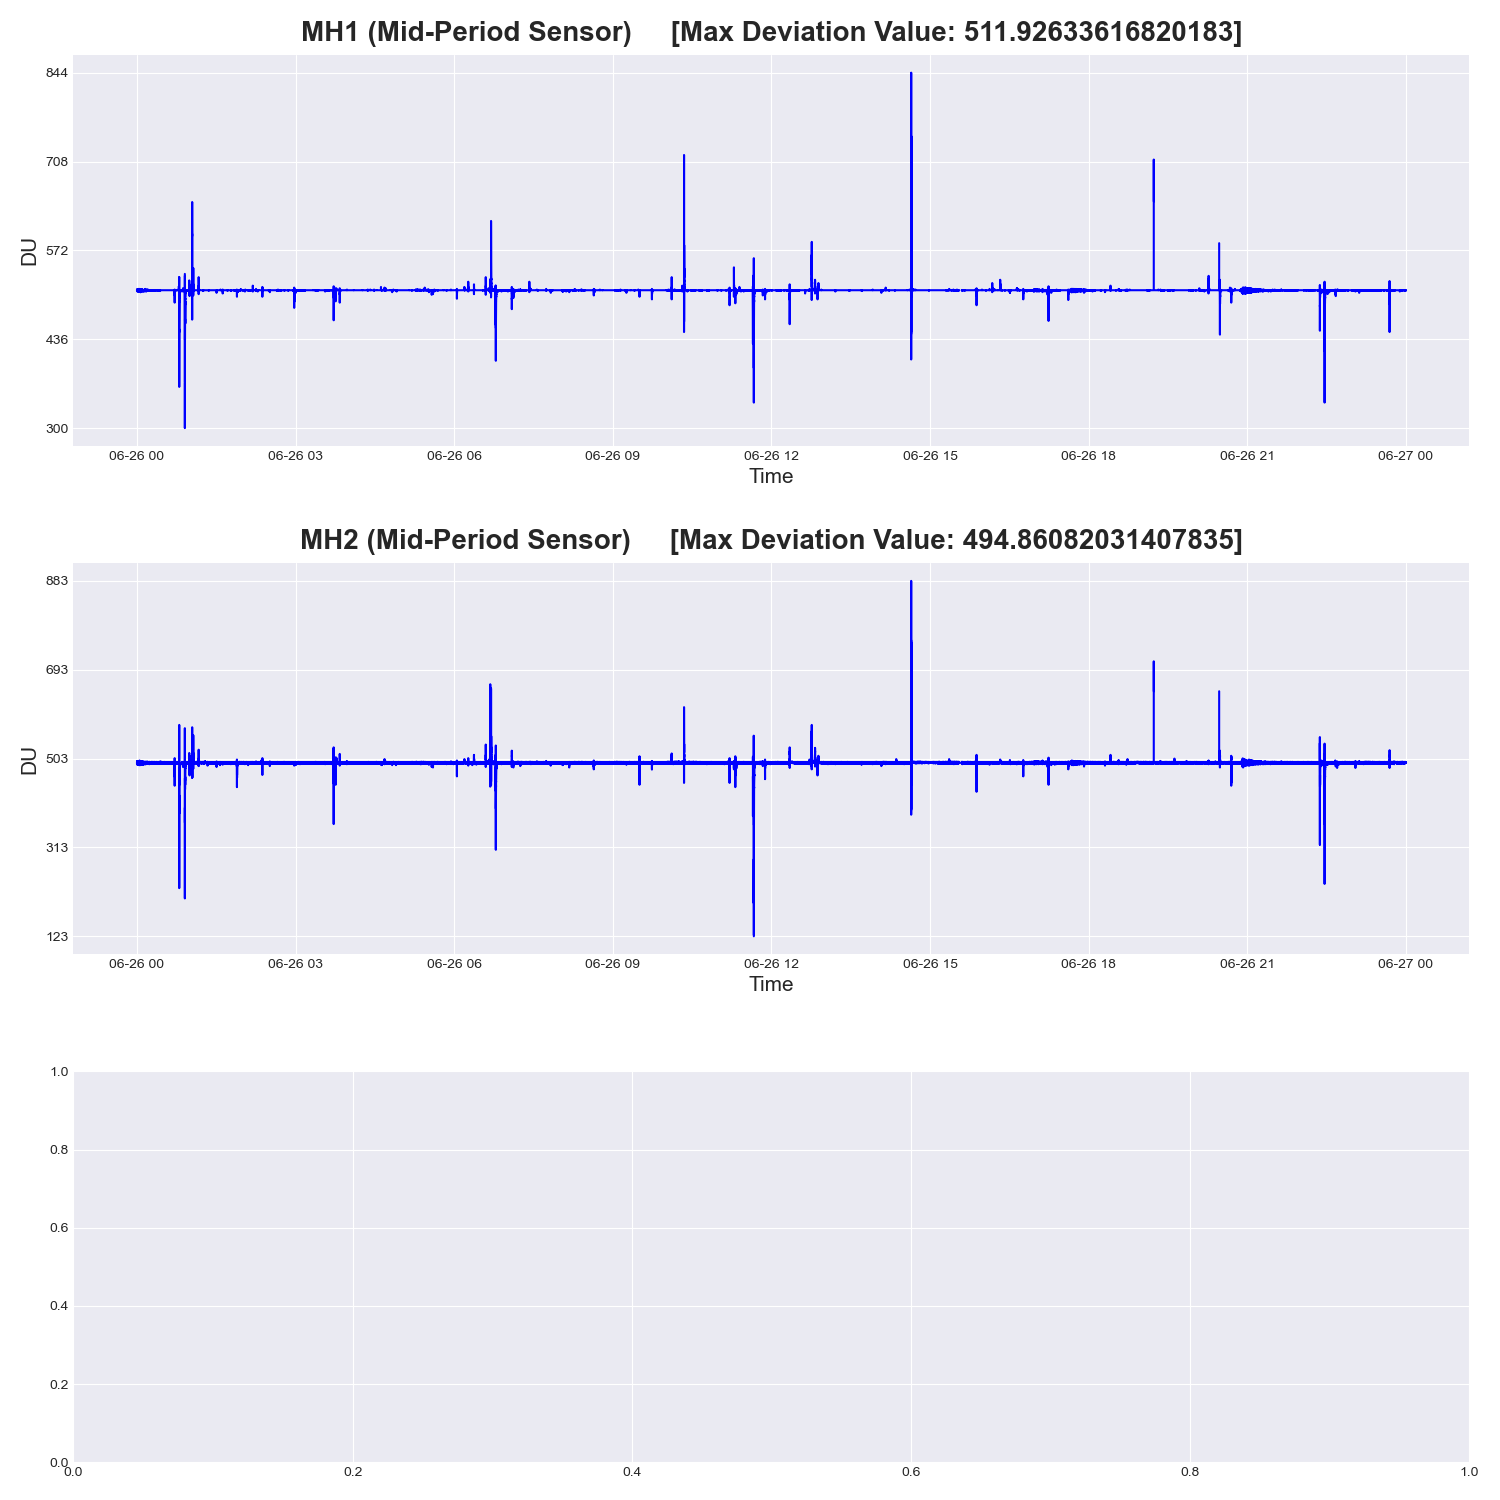 MH1 (Mid-Period Sensor) [Max Deviation Value: 511.92633616820183]
844
708
572
436
300
DU
06-26 00 06-26 03 06-26 06 06-26 09 06-26 12 06-26 15 06-26 18 06-26 21 06-27 00
Time
MH2 (Mid-Period Sensor) [Max Deviation Value: 494.86082031407835]
883
693
503
313
123
DU
06-26 00 06-26 03 06-26 06 06-26 09 06-26 12 06-26 15 06-26 18 06-26 21 06-27 00
Time
1.0
0.8
0.6
0.4
0.2
0.0
0.0 0.2 0.4 0.6 0.8 1.0